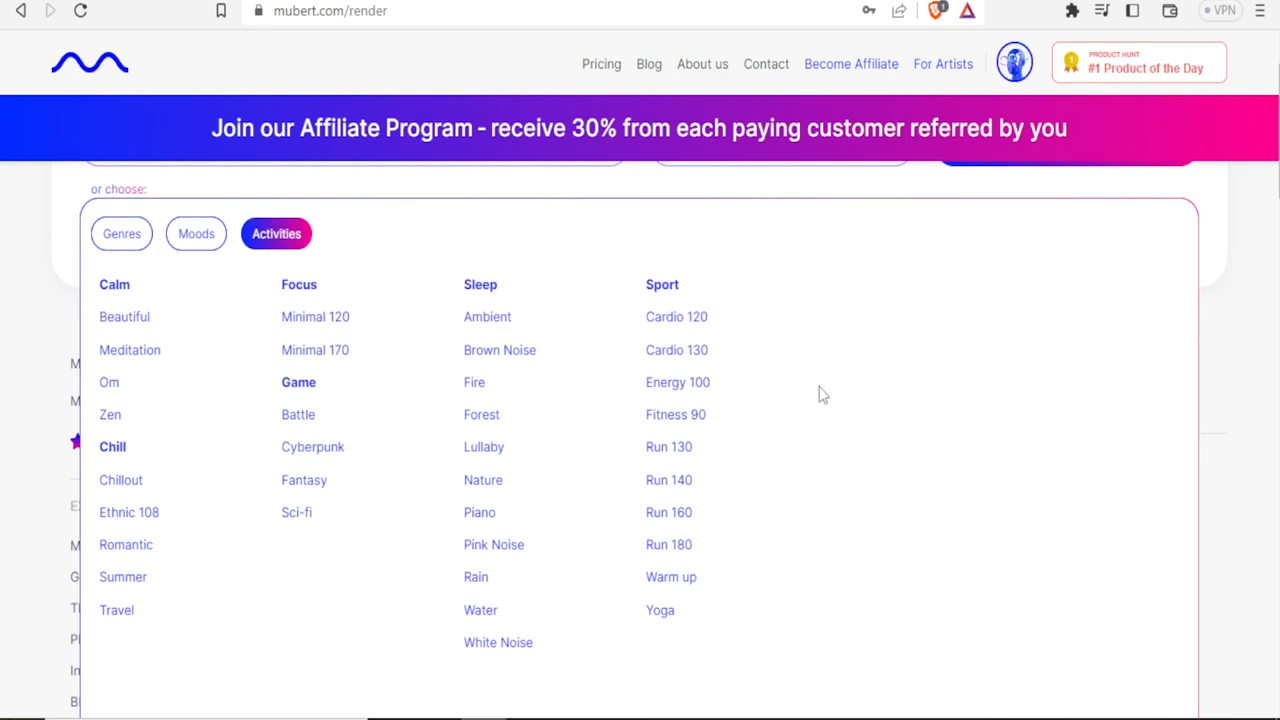 mubert.com/render
1
VPN
Pricing
Blog
About us
Contact
Become Affiliate
For Artists
PRODUCT HUNT
#1 Product of the Day
1
Join our Affiliate Program - receive 30% from each paying customer referred by you
or choose:
Genres
Moods
Activities
Calm
Beautiful
Meditation
Om
Zen
Chill
Chillout
Ethnic 108
Romantic
Summer
Travel
Focus
Minimal 120
Minimal 170
Game
Battle
Cyberpunk
Fantasy
Sci-fi
Sleep
Ambient
Brown Noise
Fire
Forest
Lullaby
Nature
Piano
Pink Noise
Rain
Water
White Noise
Sport
Cardio 120
Cardio 130
Energy 100
Fitness 90
Run 130
Run 140
Run 160
Run 180
Warm up
Yoga